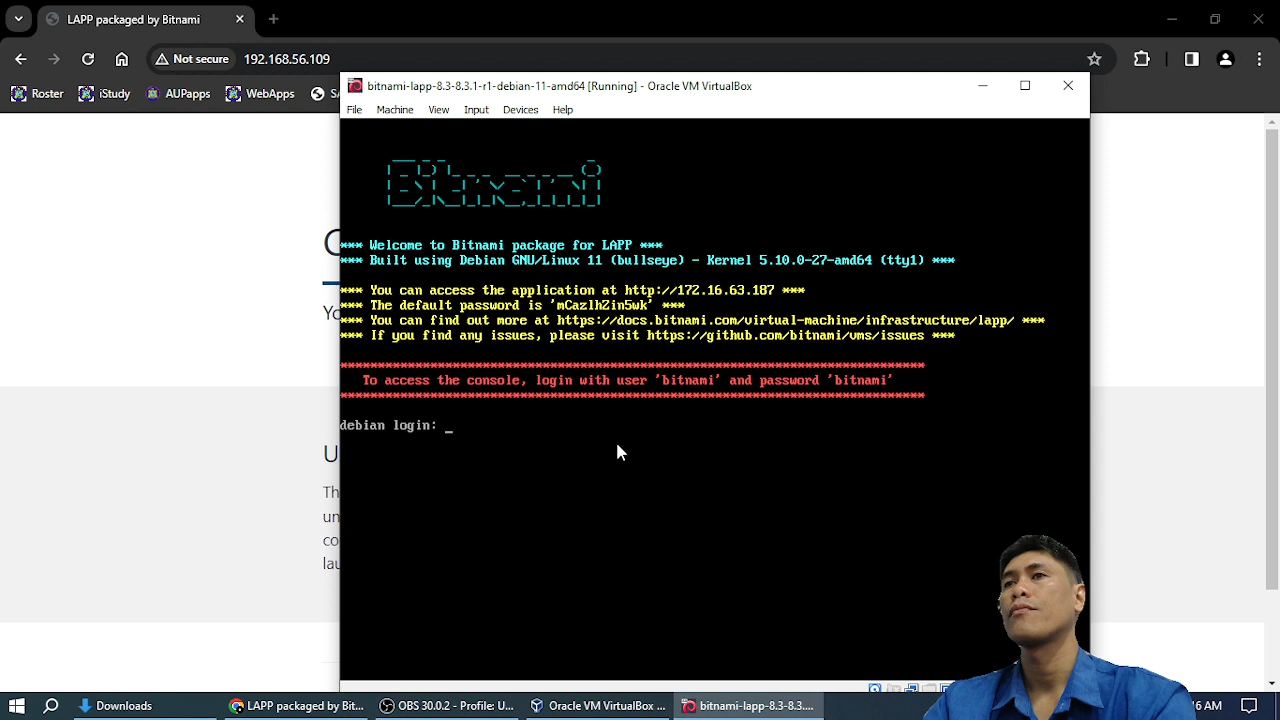 LAPP packaged by Bitnami
Not secure
192.168.56.109
Roster
iStudy
AUPapps
WebApps
bitnami-lapp-8.3-8.3.1-r1-debian-11-amd64 [Running] - Oracle VM VirtualBox
File Machine View Input Devices Help
Bitnami
*** Welcome to Bitnami package for LAPP ***
*** Built using Debian GNU/Linux 11 (bullseye) - Kernel 5.10.0-27-amd64 (tty1) ***
*** You can access the application at http://172.16.63.187 ***
*** The default password is 'mCazlhZin5wk' ***
*** You can find out more at https://docs.bitnami.com/virtual-machine/infrastructure/lapp/ ***
*** If you find any issues, please visit https://github.com/bitnami/vms/issues ***
To access the console, login with user 'bitnami' and password 'bitnami'
debian login: _
Downloads
LAPP packaged by Bit...
OBS 30.0.2 - Profile: U...
Oracle VM VirtualBox ...
bitnami-lapp-8.3-8.3....